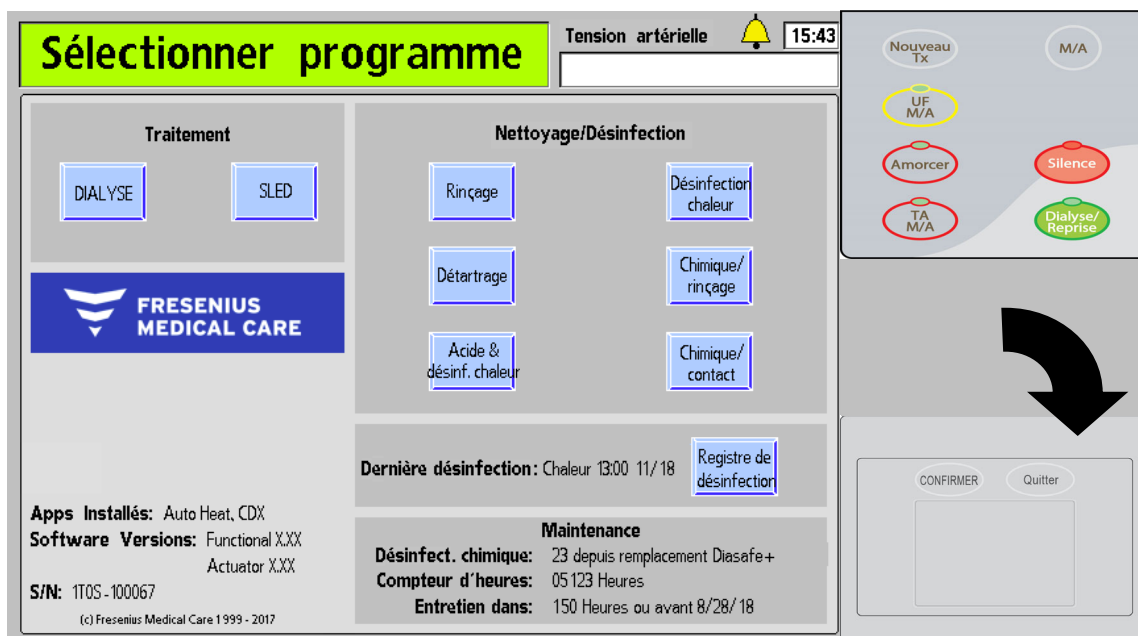 Sélectionner programme
Tension artérielle
15:43
Traitement
DIALYSE
SLED
FRESENIUS
MEDICAL CARE
Apps Installés: Auto Heat, CDX
Software Versions: Functional X.XX
Actuator X.XX
S/N: 1T0S-100067
(c) Fresenius Medical Care 1999 - 2017
Nettoyage/Désinfection
Rinçage
Désinfection
chaleur
Détartrage
Chimique/
rinçage
Acide &
désinf. chaleur
Chimique/
contact
Dernière désinfection: Chaleur 13:00 11/18
Registre de
désinfection
Maintenance
Désinfect. chimique: 23 depuis remplacement Diasafe+
Compteur d'heures: 05123 Heures
Entretien dans: 150 Heures ou avant 8/28/18
Nouveau
Tx
M/A
UF
M/A
Amorcer
Silence
TA
M/A
Dialyse/
Reprise
CONFIRMER
Quitter